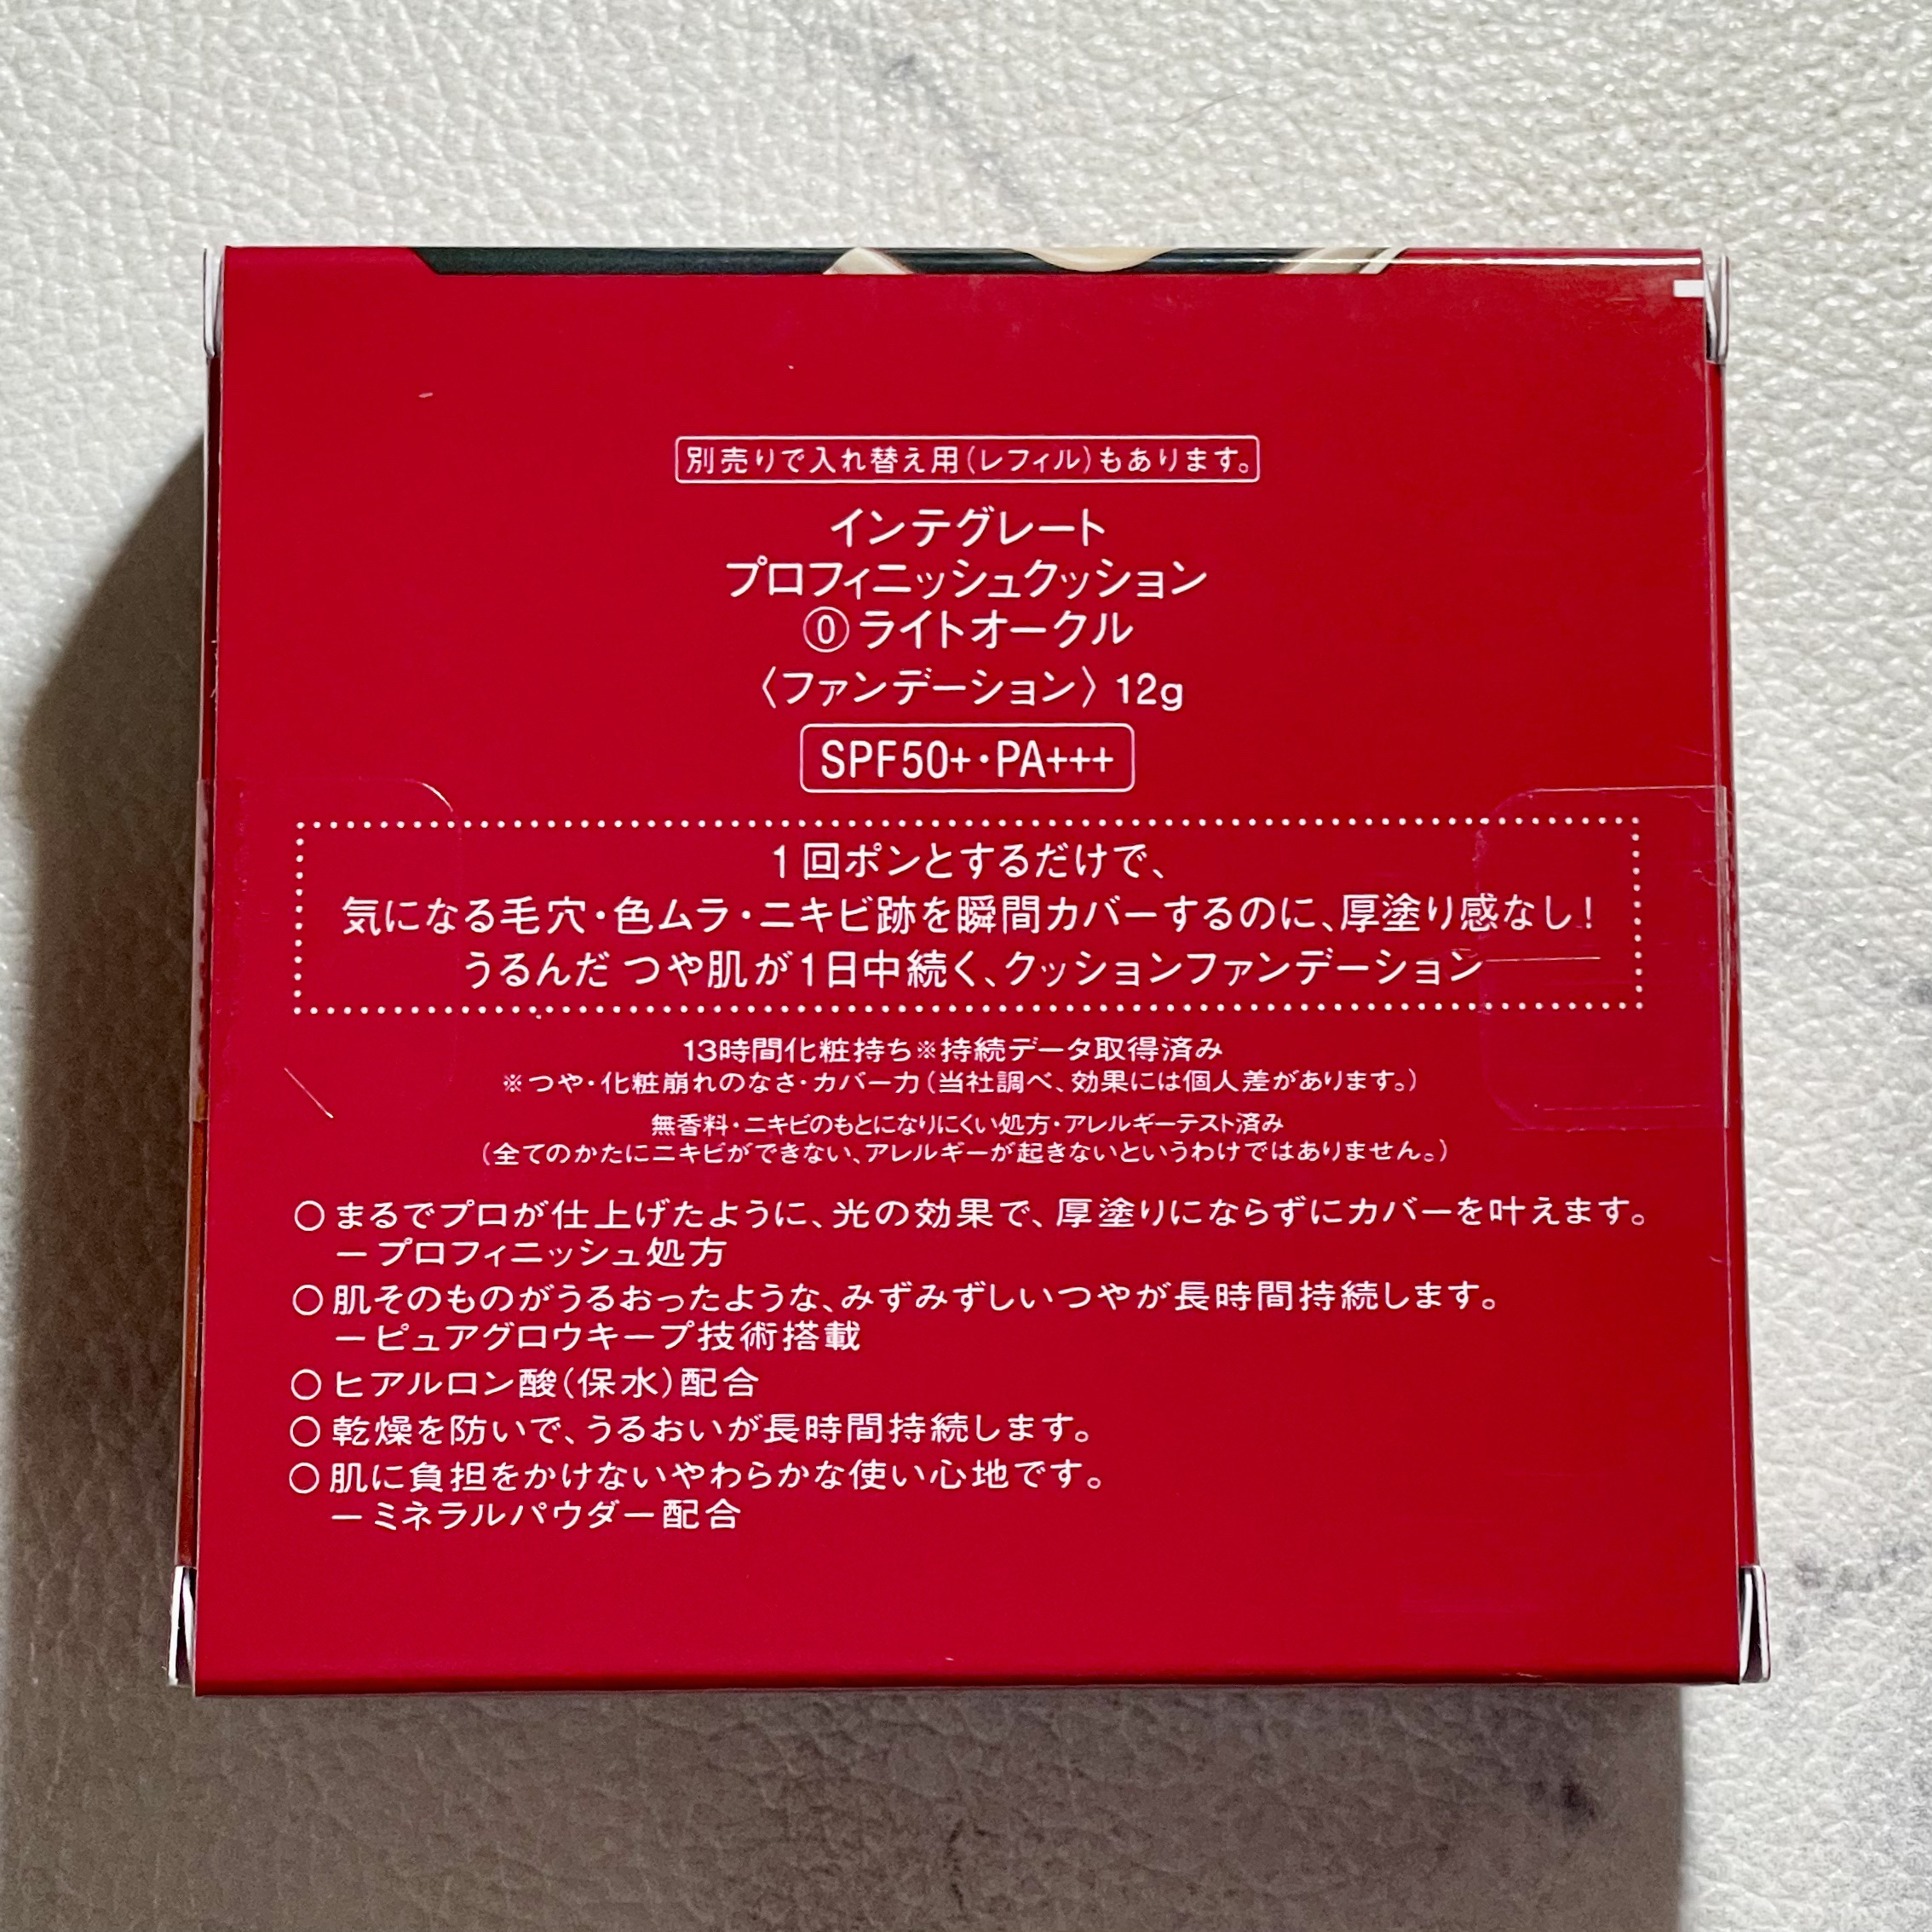 別売りで入れ替え用(レフィル)もあります。
インテグレート
プロフィニッシュクッション
⓪ライトオークル
〈ファンデーション〉12g
SPF50+・PA+++
1回ポンとするだけで、
気になる毛穴・色ムラ・ニキビ跡を瞬間カバーするのに、厚塗り感なし!
うるんだ つや肌が1日中続く、クッションファンデーション
13時間化粧持ち※持続データ取得済み
※つや・化粧崩れのなさ・カバー力(当社調べ、効果には個人差があります。)
無香料・ニキビのもとになりにくい処方・アレルギーテスト済み
(全てのかたにニキビができない、アレルギーが起きないというわけではありません。)
○まるでプロが仕上げたように、光の効果で、厚塗りにならずにカバーを叶えます。
ープロフィニッシュ処方
○肌そのものがうるおったような、みずみずしいつやが長時間持続します。
ーピュアグロウキープ技術搭載
○ヒアルロン酸(保水)配合
○乾燥を防いで、うるおいが長時間持続します。
○肌に負担をかけないやわらかな使い心地です。
ーミネラルパウダー配合